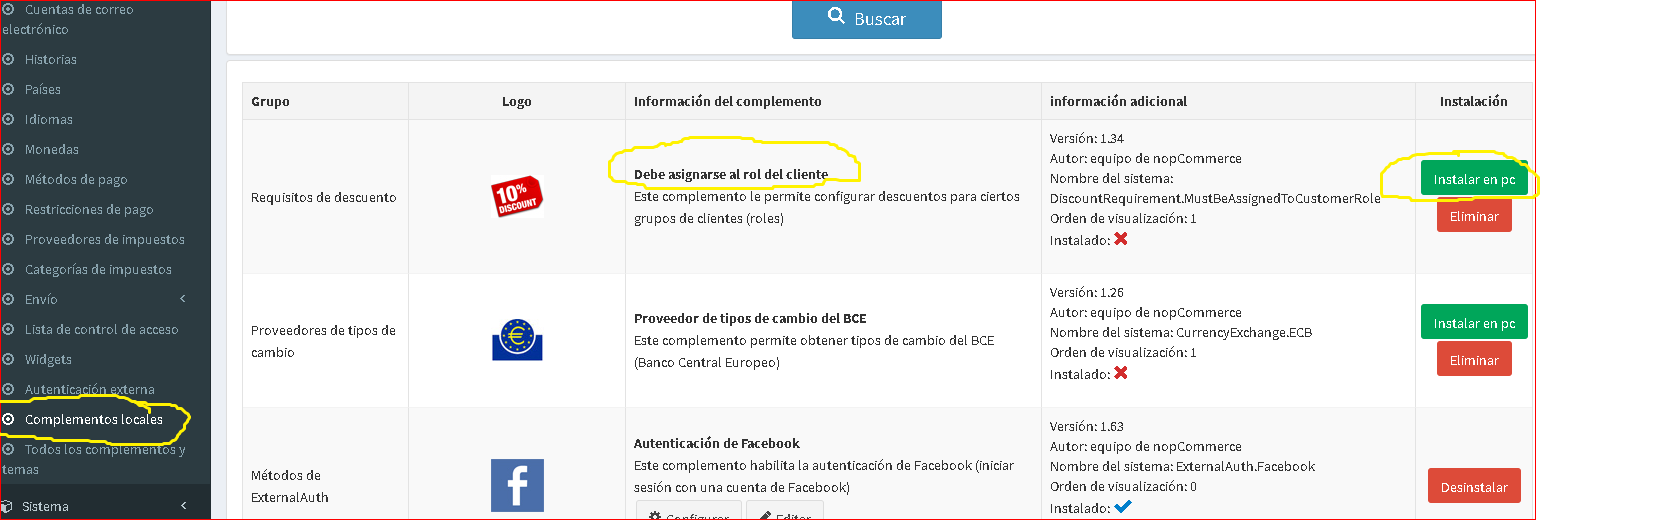 Cuentas de correo
electrónico
Historias
Países
Idiomas
Monedas
Métodos de pago
Restricciones de pago
Proveedores de impuestos
Categorías de impuestos
Envío
Lista de control de acceso
Widgets
Autenticación externa
Complementos locales
Todos los complementos y
temas
Sistema
Buscar
Grupo
Logo
Información del complemento
información adicional
Instalación
Requisitos de descuento
10%
DISCOUNT
Debe asignarse al rol del cliente
Este complemento le permite configurar descuentos para ciertos
grupos de clientes (roles)
Versión: 1.34
Autor: equipo de nopCommerce
Nombre del sistema:
DiscountRequirement.MustBeAssignedToCustomerRole
Orden de visualización: 1
Instalado:
Instalar en pc
Eliminar
Proveedores de tipos de
cambio
Proveedor de tipos de cambio del BCE
Este complemento permite obtener tipos de cambio del BCE
(Banco Central Europeo)
Versión: 1.26
Autor: equipo de nopCommerce
Nombre del sistema: CurrencyExchange.ECB
Orden de visualización: 1
Instalado:
Instalar en pc
Eliminar
Métodos de
ExternalAuth
Autenticación de Facebook
Este complemento habilita la autenticación de Facebook (iniciar
sesión con una cuenta de Facebook)
Configurar
Editar
Versión: 1.63
Autor: equipo de nopCommerce
Nombre del sistema: ExternalAuth.Facebook
Orden de visualización: 0
Instalado:
Desinstalar